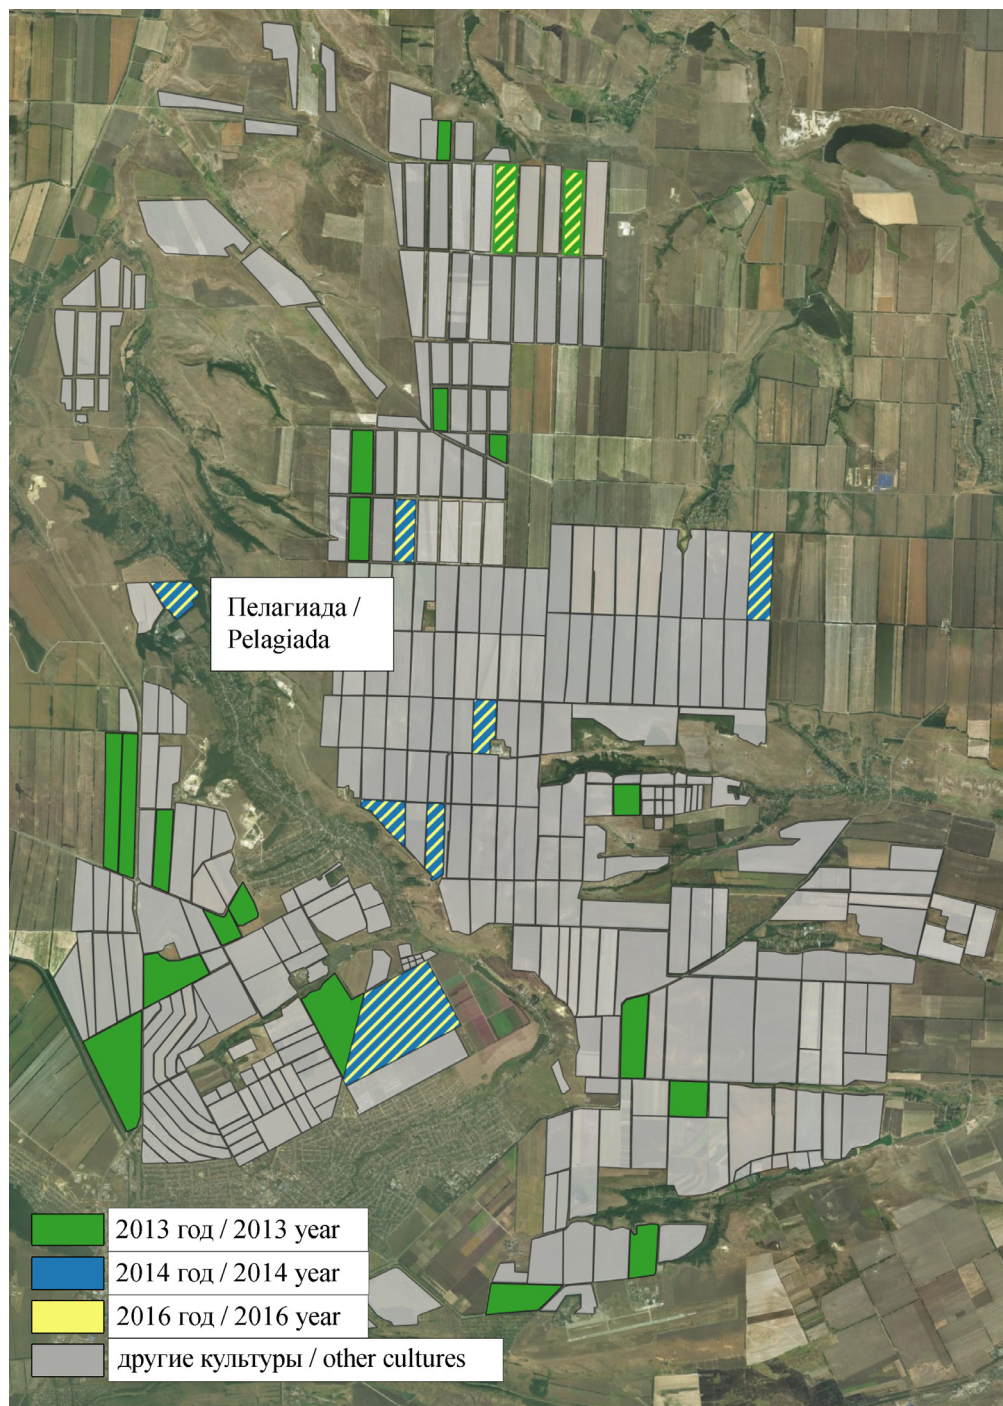 Пелагиада /
Pelagiada
2013 год / 2013 year
2014 год / 2014 year
2016 год / 2016 year
другие культуры / other cultures